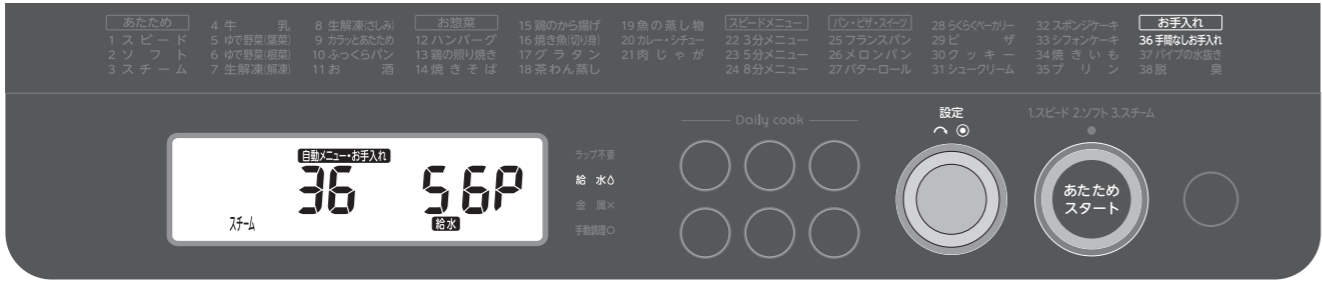 あたため
1 スピード
2 ソフト
3 スチーム
4 牛乳
5 ゆで野菜(葉菜)
6 ゆで野菜(根菜)
7 生解凍(解凍)
8 生解凍(さしみ)
9 カラッとあたため
10 ふっくらパン
11 お酒
お惣菜
12 ハンバーグ
13 鶏の照り焼き
14 焼きそば
15 鶏のから揚げ
16 焼き魚(切り身)
17 グラタン
18 茶わん蒸し
19 魚の蒸し物
20 カレー・シチュー
21 肉じゃが
スピードメニュー
22 3分メニュー
23 5分メニュー
24 8分メニュー
パン・ピザ・スイーツ
25 フランスパン
26 メロンパン
27 バターロール
28 らくらくベーカリー
29 ピザ
30 クッキー
31 シュークリーム
32 スポンジケーキ
33 シフォンケーキ
34 焼きいも
35 プリン
お手入れ
36 手間なしお手入れ
37 パイプの水抜き
38 脱臭
自動メニュー・お手入れ
36 56P
スチーム 給水
ラップ不要
給水
金属×
手動調理○
Daily cook
設定
1.スピード 2.ソフト 3.スチーム
あたため
スタート